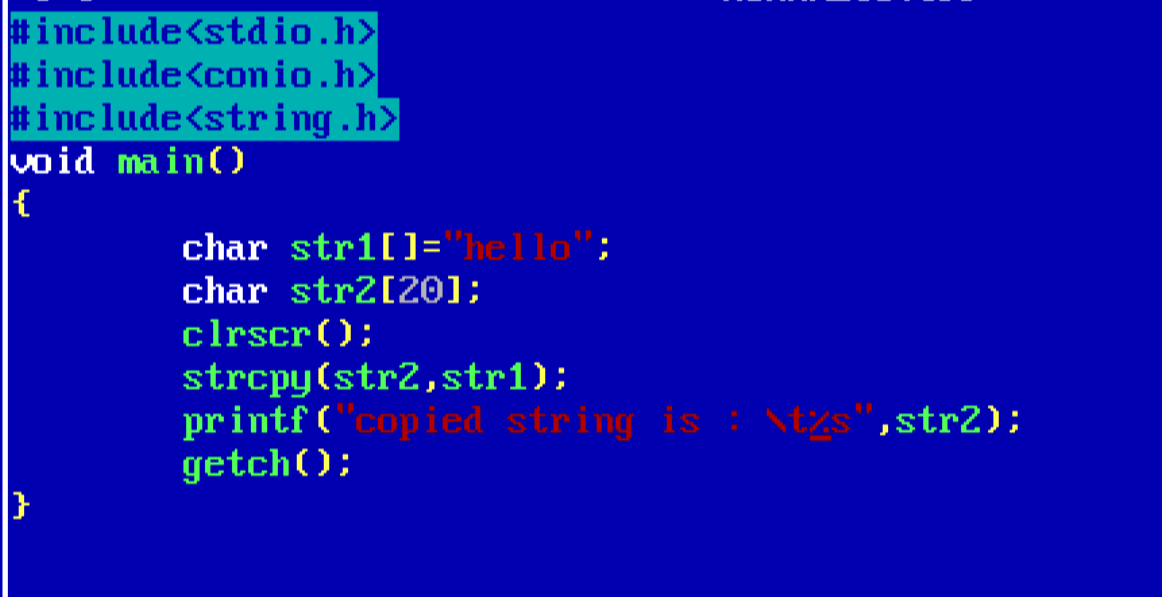 #include<stdio.h>
#include<conio.h>
#include<string.h>
void main()
{
        char str1[]="hello";
        char str2[20];
        clrscr();
        strcpy(str2,str1);
        printf("copied string is : \t%s",str2);
        getch();
}